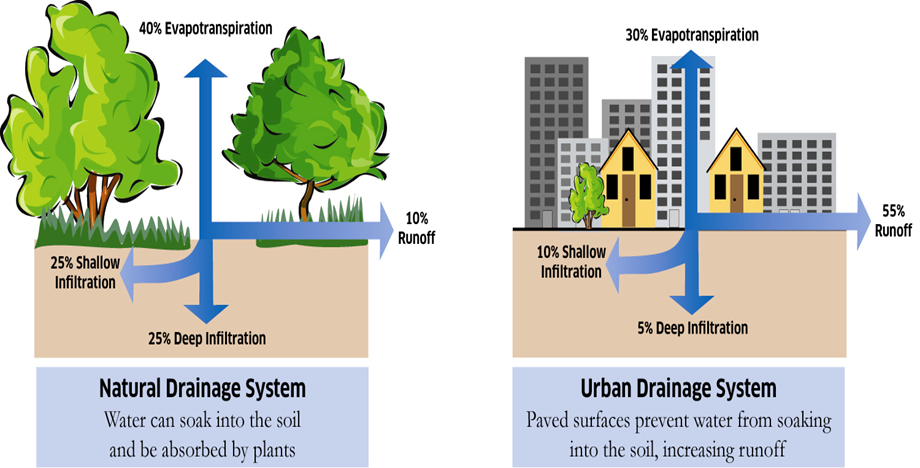 40% Evapotranspiration
10%
Runoff
25% Shallow
Infiltration
25% Deep Infiltration
Natural Drainage System
Water can soak into the soil
and be absorbed by plants
30% Evapotranspiration
55%
Runoff
10% Shallow
Infiltration
5% Deep Infiltration
Urban Drainage System
Paved surfaces prevent water from soaking
into the soil, increasing runoff